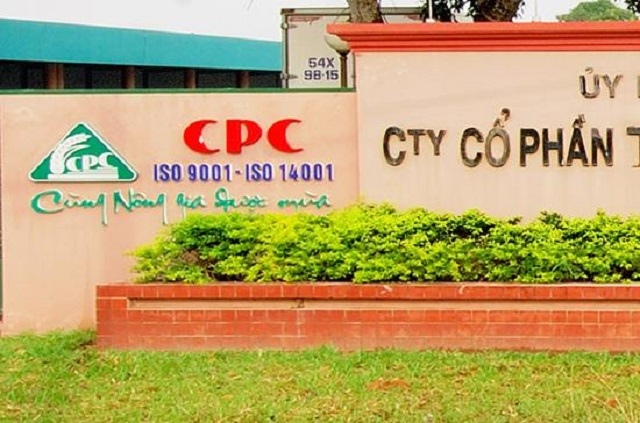 54X
98-15
ỦY
CTY CỔ PHẦN
CPC
CPC
ISO 9001 - ISO 14001
Cùng Nông gia được mùa